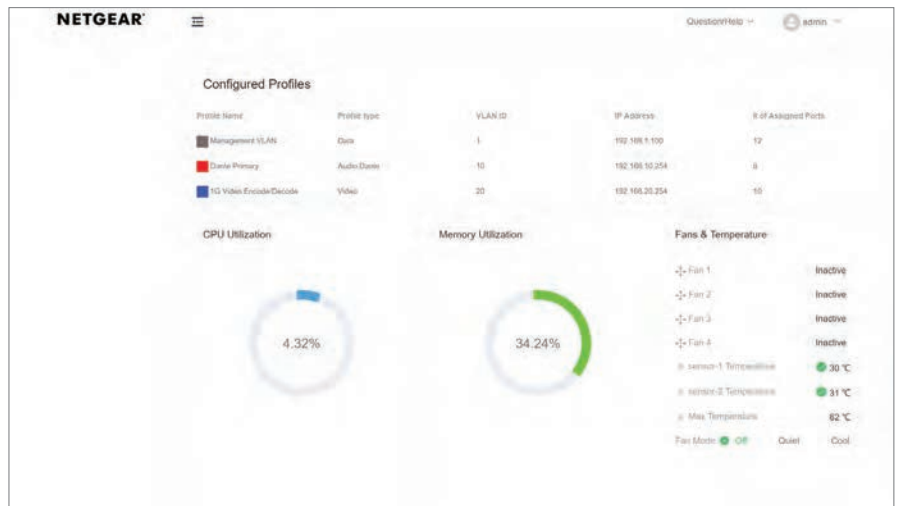 NETGEAR
Question/Help
admin
Configured Profiles
Profile Name Profile type VLAN ID IP Address # of Assigned Ports
Management VLAN Data 1 192.168.1.100 12
Dante Primary Audio Dante 10 192.168.10.254 8
1G Video Encode/Decode Video 20 192.168.20.254 10
CPU Utilization
4.32%
Memory Utilization
34.24%
Fans & Temperature
Fan 1 Inactive
Fan 2 Inactive
Fan 3 Inactive
Fan 4 Inactive
sensor-1 Temperature 30 °C
sensor-2 Temperature 31 °C
Max Temperature 62 °C
Fan Mode Off Quiet Cool